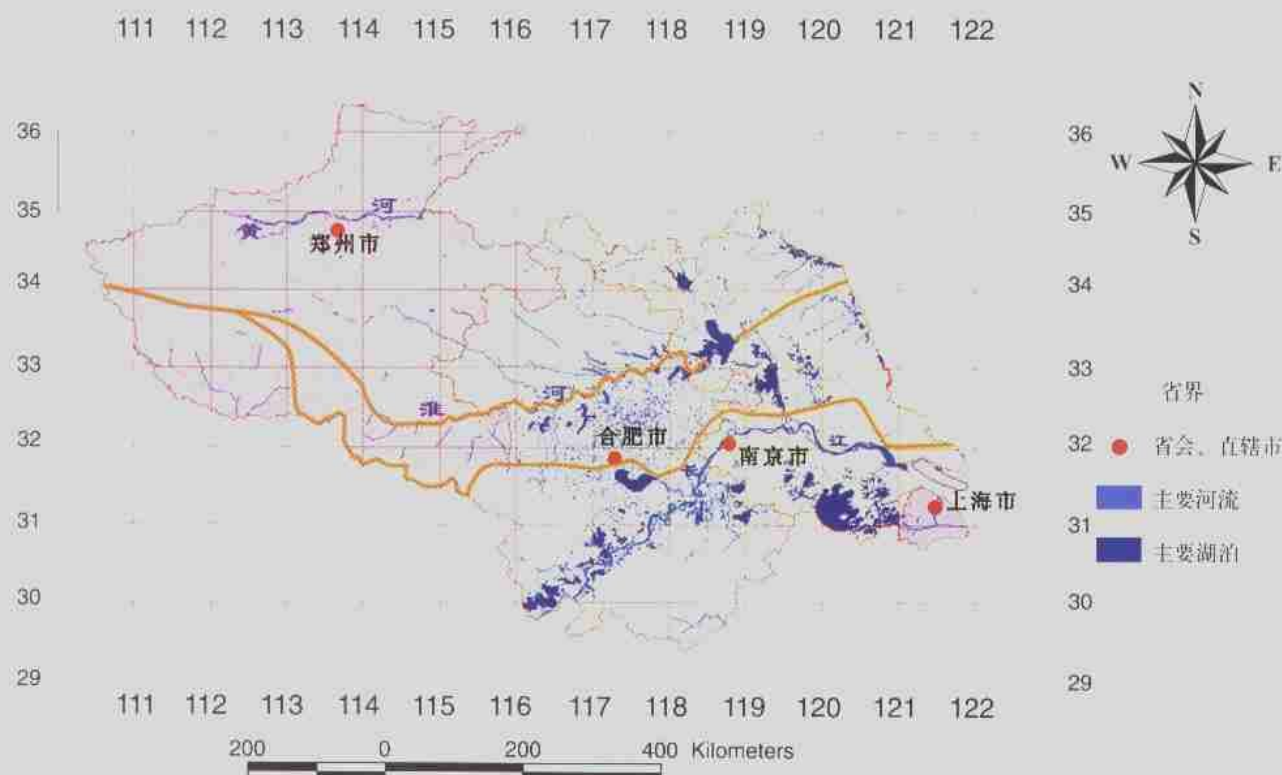 111 112 113 114 115 116 117 118 119 120 121 122
N
36 36
W E
35 河 35
黄
郑州市
S
34 34
33 33
省界
河
淮
32 合肥市 江 32
南京市 省会、直辖市
长
上海市 主要河流
31 31
主要湖泊
30 30
29 29
111 112 113 114 115 116 117 118 119 120 121 122
200 0 200 400 Kilometers